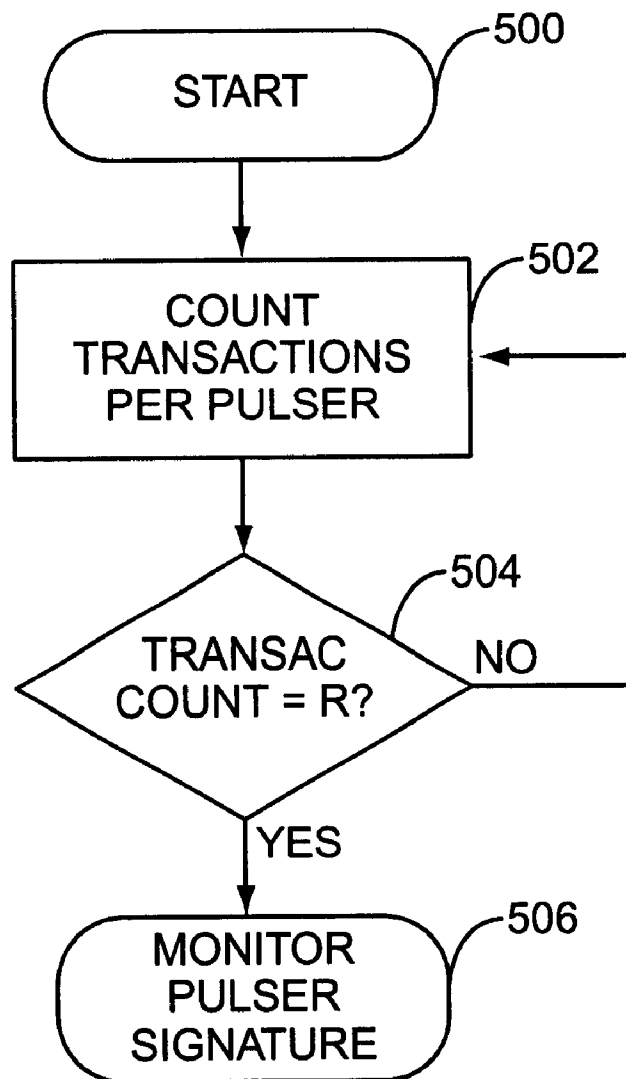 START
500
502
COUNT
TRANSACTIONS
PER PULSER
504
TRANSAC
COUNT = R?
NO
YES
506
MONITOR
PULSER
SIGNATURE